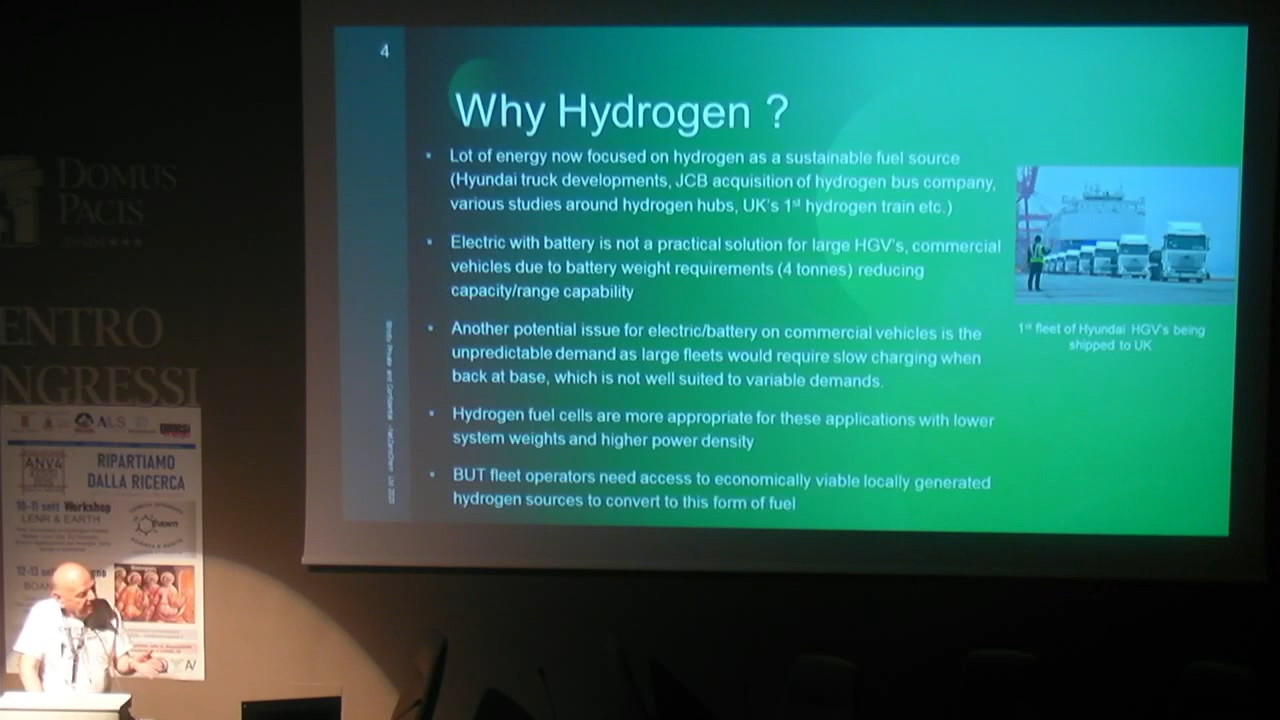 4
Why Hydrogen ?
Lot of energy now focused on hydrogen as a sustainable fuel source
(Hyundai truck developments, JCB acquisition of hydrogen bus company,
various studies around hydrogen hubs, UK's 1st hydrogen train etc.)
Electric with battery is not a practical solution for large HGV's, commercial
vehicles due to battery weight requirements (4 tonnes) reducing
capacity/range capability
Another potential issue for electric/battery on commercial vehicles is the
unpredictable demand as large fleets would require slow charging when
back at base, which is not well suited to variable demands.
Hydrogen fuel cells are more appropriate for these applications with lower
system weights and higher power density
BUT fleet operators need access to economically viable locally generated
hydrogen sources to convert to this form of fuel
1st fleet of Hyundai HGV's being
shipped to UK
DOMUS
PACIS
ENTRO
NGRESSI
ALS
ANV4
RIPARTIAMO
DALLA RICERCA
10-11 sett Workshop
LENR & EARTH
EVENTI
12-13